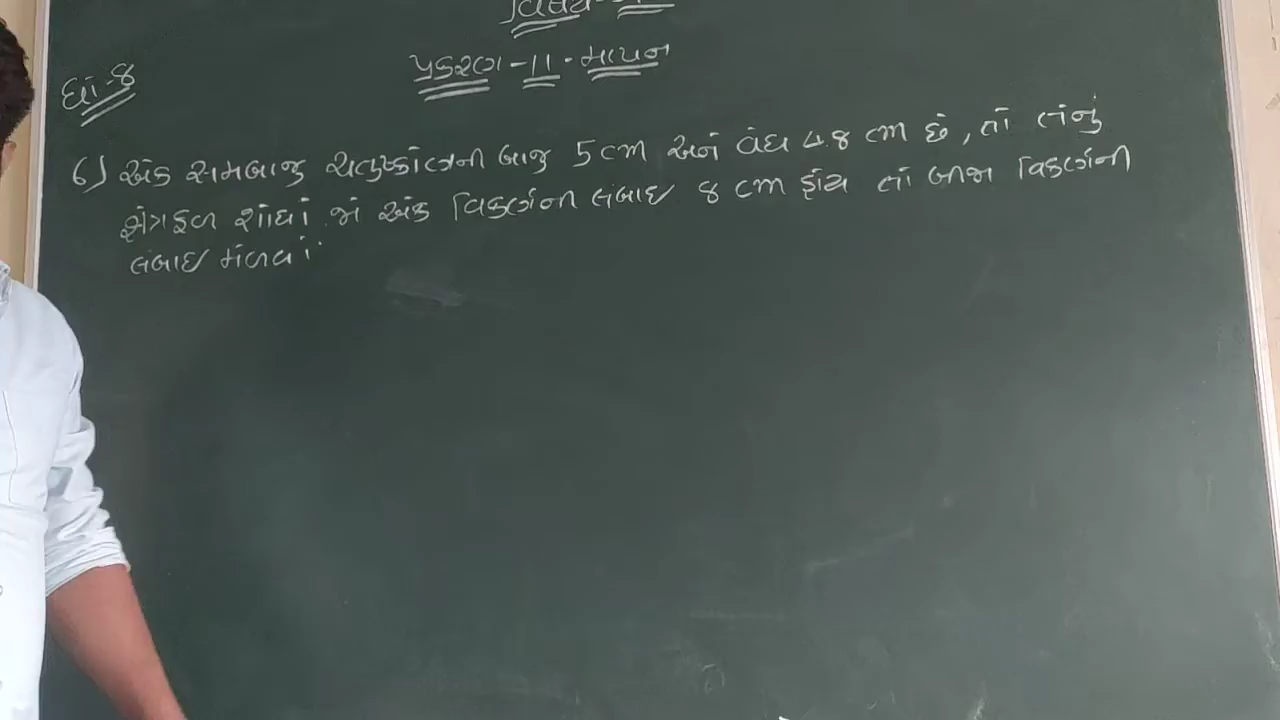 પ્રકરણ-11-માપન
ધો-8
6) એક સમબાજુ ચતુષ્કોણની બાજુ 5 cm અને વેધ 4.8 cm છે, તો તેનું
ક્ષેત્રફળ શોધો. જો એક વિકર્ણની લંબાઇ 8 cm હોય તો બીજા વિકર્ણની
લંબાઇ મેળવો.